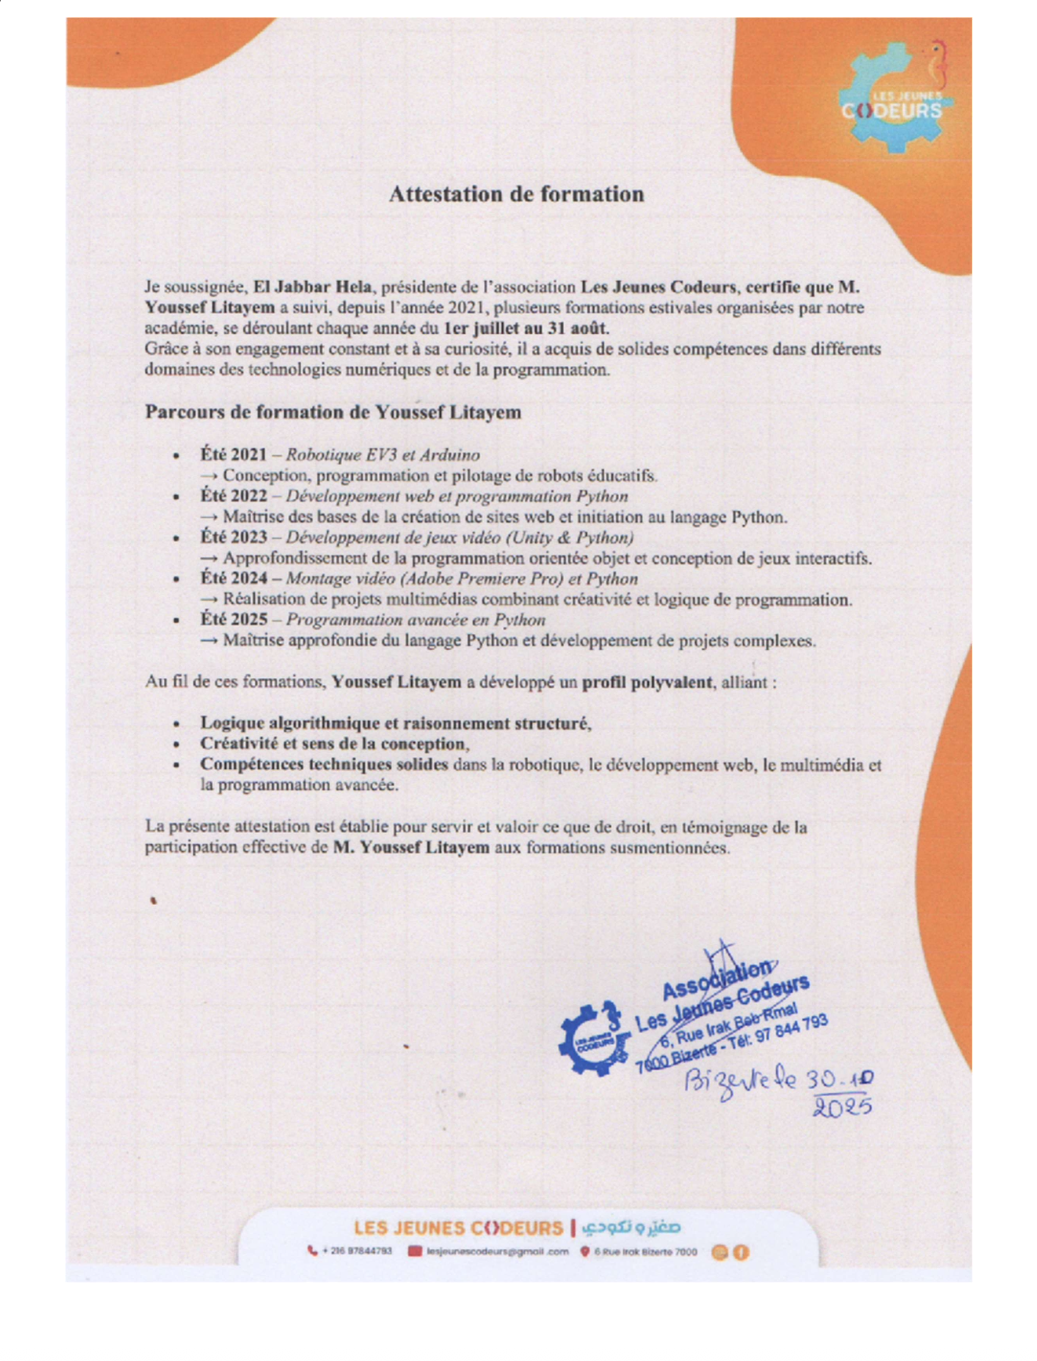 LES JEUNES
CODEURS
Attestation de formation
Je soussignée, El Jabbar Hela, présidente de l'association Les Jeunes Codeurs, certifie que M.
Youssef Litayem a suivi, depuis l'année 2021, plusieurs formations estivales organisées par notre
académie, se déroulant chaque année du 1er juillet au 31 août.
Grâce à son engagement constant et à sa curiosité, il a acquis de solides compétences dans différents
domaines des technologies numériques et de la programmation.
Parcours de formation de Youssef Litayem
• Été 2021 – Robotique EV3 et Arduino
→ Conception, programmation et pilotage de robots éducatifs.
• Été 2022 – Développement web et programmation Python
→ Maîtrise des bases de la création de sites web et initiation au langage Python.
• Été 2023 – Développement de jeux vidéo (Unity & Python)
→ Approfondissement de la programmation orientée objet et conception de jeux interactifs.
• Été 2024 – Montage vidéo (Adobe Premiere Pro) et Python
→ Réalisation de projets multimédias combinant créativité et logique de programmation.
• Été 2025 – Programmation avancée en Python
→ Maîtrise approfondie du langage Python et développement de projets complexes.
Au fil de ces formations, Youssef Litayem a développé un profil polyvalent, alliant :
• Logique algorithmique et raisonnement structuré,
• Créativité et sens de la conception,
• Compétences techniques solides dans la robotique, le développement web, le multimédia et
la programmation avancée.
La présente attestation est établie pour servir et valoir ce que de droit, en témoignage de la
participation effective de M. Youssef Litayem aux formations susmentionnées.
Association
Les Jeunes Codeurs
6, Rue Irak Beb Rmal
7000 Bizerte - Tél: 97 844 793
LES JEUNES
CODEURS
Bizerte le 30-10
2025
LES JEUNES CODEURS | صغيّر و نكودي
+ 216 97844793 lesjeunescodeurs@gmail.com 6 Rue Irak Bizerte 7000